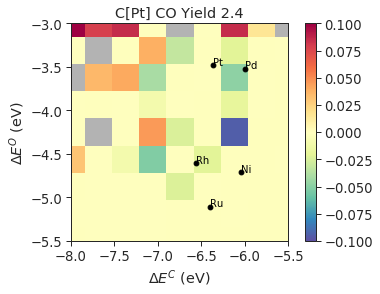 C[Pt] CO Yield 2.4
−3.0
−3.5
−4.0
−4.5
−5.0
−5.5
ΔE^O (eV)
Pt
Pd
Rh
Ni
Ru
−8.0 −7.5 −7.0 −6.5 −6.0 −5.5
ΔE^C (eV)
0.100
0.075
0.050
0.025
0.000
−0.025
−0.050
−0.075
−0.100